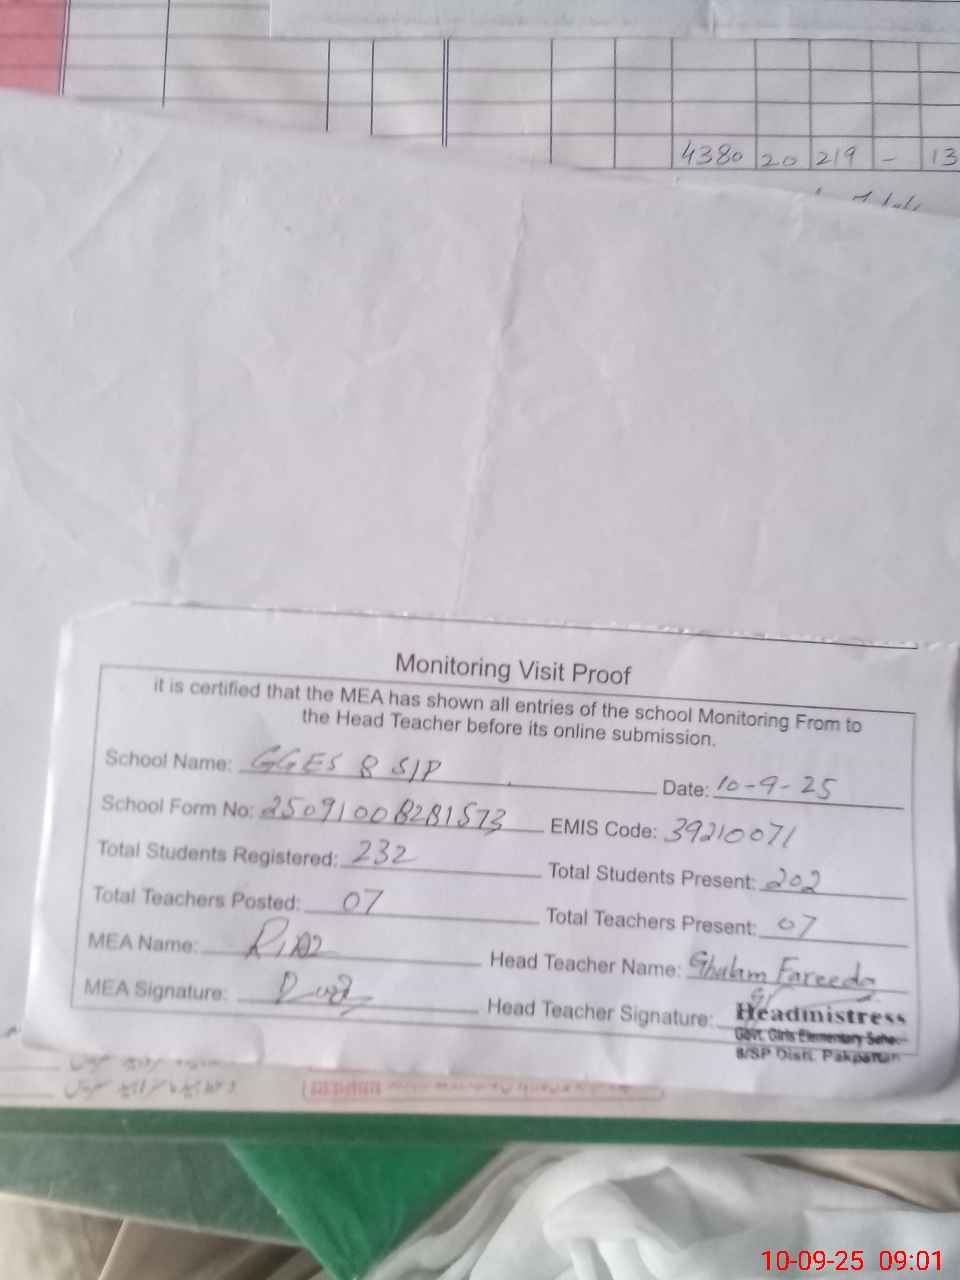 4380 20 219 - 13
Monitoring Visit Proof
it is certified that the MEA has shown all entries of the school Monitoring From to
the Head Teacher before its online submission.
School Name: GGES 8 S/P Date: 10-9-25
School Form No: 25091008281573 EMIS Code: 39210071
Total Students Registered: 232 Total Students Present: 202
Total Teachers Posted: 07 Total Teachers Present: 07
MEA Name: Head Teacher Name: Ghulam Fareeda
MEA Signature: Head Teacher Signature:
Headmistress
Govt. Girls Elementary
8/SP Distt. Pakpattan
10-09-25 09:01